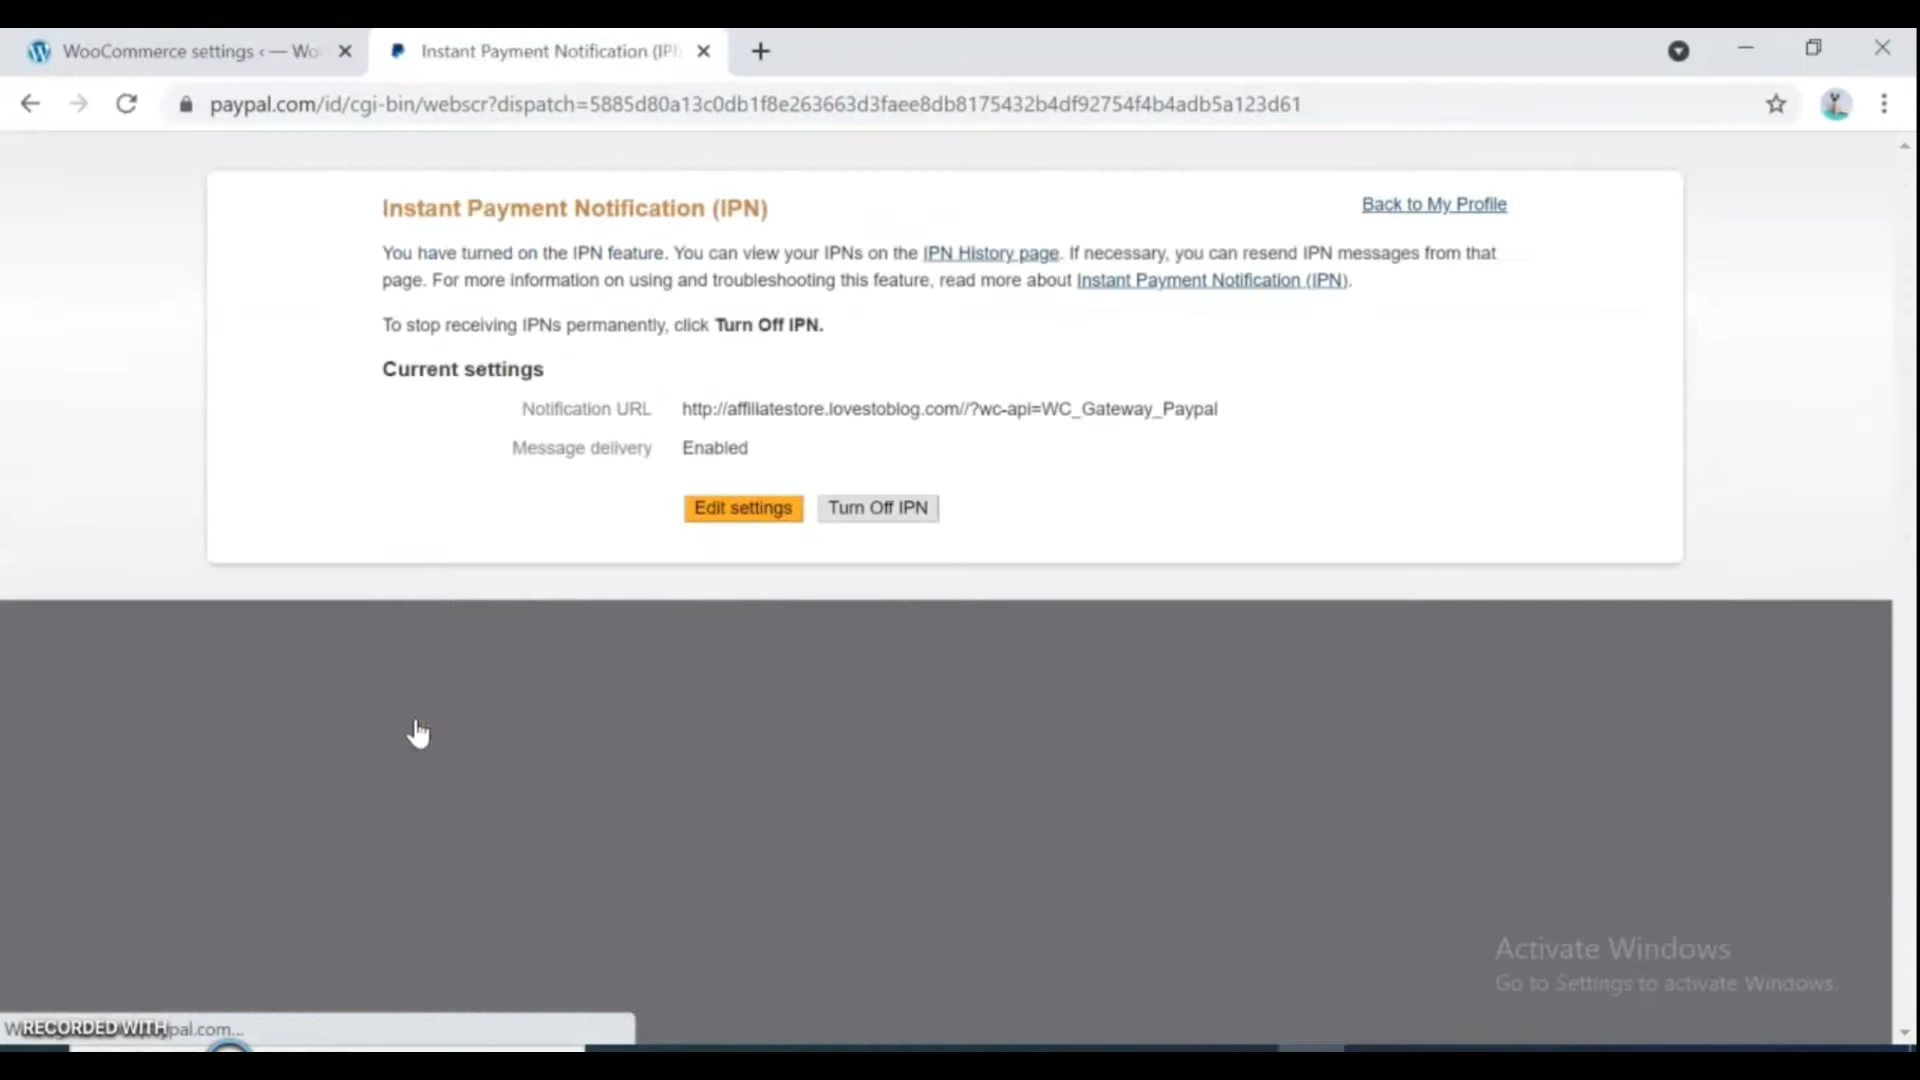 WooCommerce settings ‹ — Wo
Instant Payment Notification (IPN
paypal.com/id/cgi-bin/webscr?dispatch=5885d80a13c0db1f8e263663d3faee8db8175432b4df92754f4b4adb5a123d61
Instant Payment Notification (IPN)
Back to My Profile
You have turned on the IPN feature. You can view your IPNs on the IPN History page. If necessary, you can resend IPN messages from that
page. For more information on using and troubleshooting this feature, read more about Instant Payment Notification (IPN).
To stop receiving IPNs permanently, click Turn Off IPN.
Current settings
Notification URL http://affiliatestore.lovestoblog.com//?wc-api=WC_Gateway_Paypal
Message delivery Enabled
Edit settings Turn Off IPN
Activate Windows
Go to Settings to activate Windows.
RECORDED WITH pal.com...